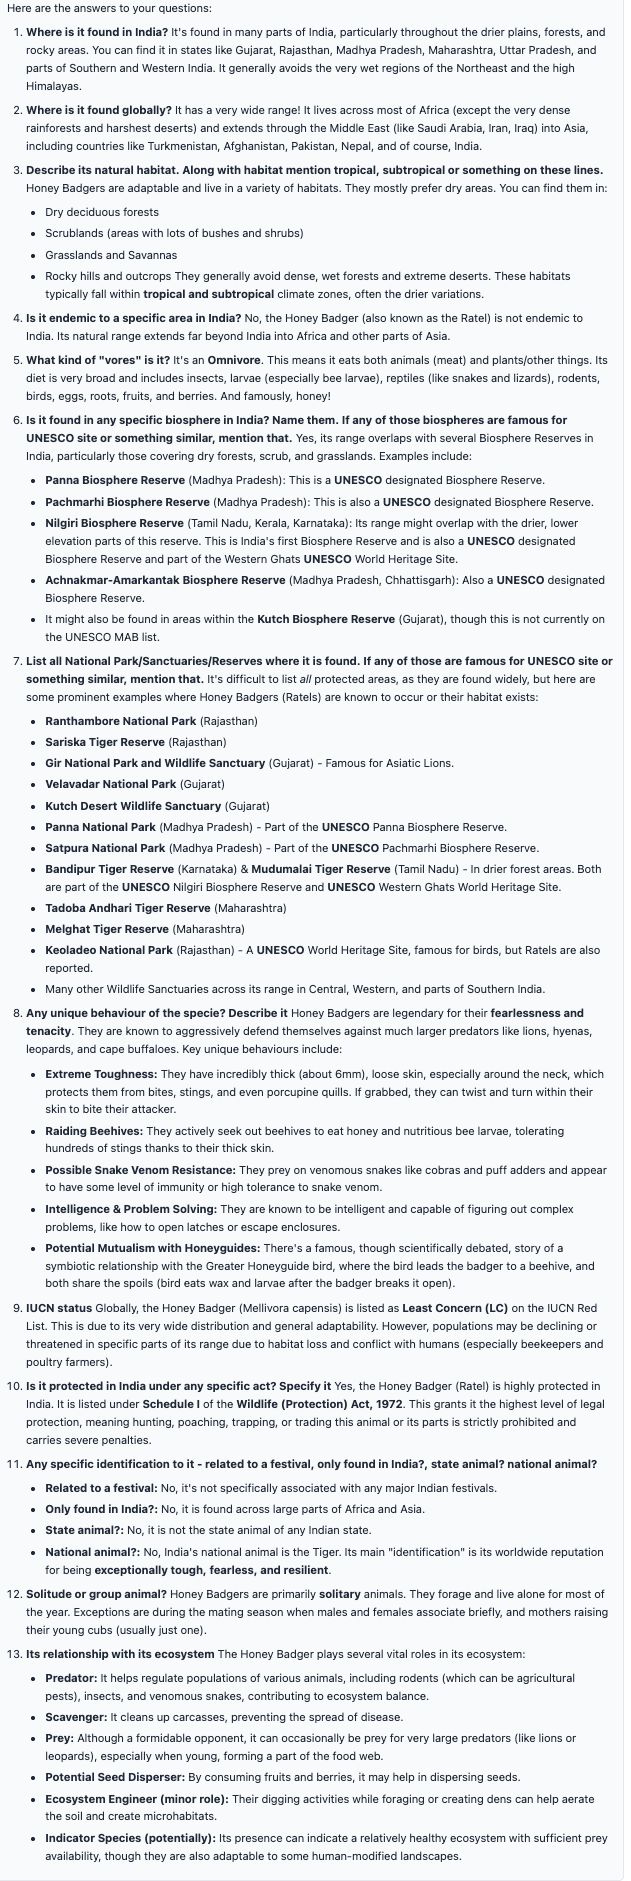 Here are the answers to your questions:
1. Where is it found in India? It's found in many parts of India, particularly throughout the drier plains, forests, and
rocky areas. You can find it in states like Gujarat, Rajasthan, Madhya Pradesh, Maharashtra, Uttar Pradesh, and
parts of Southern and Western India. It generally avoids the very wet regions of the Northeast and the high
Himalayas.
2. Where is it found globally? It has a very wide range! It lives across most of Africa (except the very dense
rainforests and harshest deserts) and extends through the Middle East (like Saudi Arabia, Iran, Iraq) into Asia,
including countries like Turkmenistan, Afghanistan, Pakistan, Nepal, and of course, India.
3. Describe its natural habitat. Along with habitat mention tropical, subtropical or something on these lines.
Honey Badgers are adaptable and live in a variety of habitats. They mostly prefer dry areas. You can find them in:
• Dry deciduous forests
• Scrublands (areas with lots of bushes and shrubs)
• Grasslands and Savannas
• Rocky hills and outcrops They generally avoid dense, wet forests and extreme deserts. These habitats
typically fall within tropical and subtropical climate zones, often the drier variations.
4. Is it endemic to a specific area in India? No, the Honey Badger (also known as the Ratel) is not endemic to
India. Its natural range extends far beyond India into Africa and other parts of Asia.
5. What kind of "vores" is it? It's an Omnivore. This means it eats both animals (meat) and plants/other things. Its
diet is very broad and includes insects, larvae (especially bee larvae), reptiles (like snakes and lizards), rodents,
birds, eggs, roots, fruits, and berries. And famously, honey!
6. Is it found in any specific biosphere in India? Name them. If any of those biospheres are famous for
UNESCO site or something similar, mention that. Yes, its range overlaps with several Biosphere Reserves in
India, particularly those covering dry forests, scrub, and grasslands. Examples include:
• Panna Biosphere Reserve (Madhya Pradesh): This is a UNESCO designated Biosphere Reserve.
• Pachmarhi Biosphere Reserve (Madhya Pradesh): This is also a UNESCO designated Biosphere Reserve.
• Nilgiri Biosphere Reserve (Tamil Nadu, Kerala, Karnataka): Its range might overlap with the drier, lower
elevation parts of this reserve. This is India's first Biosphere Reserve and is also a UNESCO designated
Biosphere Reserve and part of the Western Ghats UNESCO World Heritage Site.
• Achnakmar-Amarkantak Biosphere Reserve (Madhya Pradesh, Chhattisgarh): Also a UNESCO designated
Biosphere Reserve.
• It might also be found in areas within the Kutch Biosphere Reserve (Gujarat), though this is not currently on
the UNESCO MAB list.
7. List all National Park/Sanctuaries/Reserves where it is found. If any of those are famous for UNESCO site or
something similar, mention that. It's difficult to list all protected areas, as they are found widely, but here are
some prominent examples where Honey Badgers (Ratels) are known to occur or their habitat exists:
• Ranthambore National Park (Rajasthan)
• Sariska Tiger Reserve (Rajasthan)
• Gir National Park and Wildlife Sanctuary (Gujarat) - Famous for Asiatic Lions.
• Velavadar National Park (Gujarat)
• Kutch Desert Wildlife Sanctuary (Gujarat)
• Panna National Park (Madhya Pradesh) - Part of the UNESCO Panna Biosphere Reserve.
• Satpura National Park (Madhya Pradesh) - Part of the UNESCO Pachmarhi Biosphere Reserve.
• Bandipur Tiger Reserve (Karnataka) & Mudumalai Tiger Reserve (Tamil Nadu) - In drier forest areas. Both
are part of the UNESCO Nilgiri Biosphere Reserve and UNESCO Western Ghats World Heritage Site.
• Tadoba Andhari Tiger Reserve (Maharashtra)
• Melghat Tiger Reserve (Maharashtra)
• Keoladeo National Park (Rajasthan) - A UNESCO World Heritage Site, famous for birds, but Ratels are also
reported.
• Many other Wildlife Sanctuaries across its range in Central, Western, and parts of Southern India.
8. Any unique behaviour of the specie? Describe it Honey Badgers are legendary for their fearlessness and
tenacity. They are known to aggressively defend themselves against much larger predators like lions, hyenas,
leopards, and cape buffaloes. Key unique behaviours include:
• Extreme Toughness: They have incredibly thick (about 6mm), loose skin, especially around the neck, which
protects them from bites, stings, and even porcupine quills. If grabbed, they can twist and turn within their
skin to bite their attacker.
• Raiding Beehives: They actively seek out beehives to eat honey and nutritious bee larvae, tolerating
hundreds of stings thanks to their thick skin.
• Possible Snake Venom Resistance: They prey on venomous snakes like cobras and puff adders and appear
to have some level of immunity or high tolerance to snake venom.
• Intelligence & Problem Solving: They are known to be intelligent and capable of figuring out complex
problems, like how to open latches or escape enclosures.
• Potential Mutualism with Honeyguides: There's a famous, though scientifically debated, story of a
symbiotic relationship with the Greater Honeyguide bird, where the bird leads the badger to a beehive, and
both share the spoils (bird eats wax and larvae after the badger breaks it open).
9. IUCN status Globally, the Honey Badger (Mellivora capensis) is listed as Least Concern (LC) on the IUCN Red
List. This is due to its very wide distribution and general adaptability. However, populations may be declining or
threatened in specific parts of its range due to habitat loss and conflict with humans (especially beekeepers and
poultry farmers).
10. Is it protected in India under any specific act? Specify it Yes, the Honey Badger (Ratel) is highly protected in
India. It is listed under Schedule I of the Wildlife (Protection) Act, 1972. This grants it the highest level of legal
protection, meaning hunting, poaching, trapping, or trading this animal or its parts is strictly prohibited and
carries severe penalties.
11. Any specific identification to it - related to a festival, only found in India?, state animal? national animal?
• Related to a festival: No, it's not specifically associated with any major Indian festivals.
• Only found in India?: No, it is found across large parts of Africa and Asia.
• State animal?: No, it is not the state animal of any Indian state.
• National animal?: No, India's national animal is the Tiger. Its main "identification" is its worldwide reputation
for being exceptionally tough, fearless, and resilient.
12. Solitude or group animal? Honey Badgers are primarily solitary animals. They forage and live alone for most of
the year. Exceptions are during the mating season when males and females associate briefly, and mothers raising
their young cubs (usually just one).
13. Its relationship with its ecosystem The Honey Badger plays several vital roles in its ecosystem:
• Predator: It helps regulate populations of various animals, including rodents (which can be agricultural
pests), insects, and venomous snakes, contributing to ecosystem balance.
• Scavenger: It cleans up carcasses, preventing the spread of disease.
• Prey: Although a formidable opponent, it can occasionally be prey for very large predators (like lions or
leopards), especially when young, forming a part of the food web.
• Potential Seed Disperser: By consuming fruits and berries, it may help in dispersing seeds.
• Ecosystem Engineer (minor role): Their digging activities while foraging or creating dens can help aerate
the soil and create microhabitats.
• Indicator Species (potentially): Its presence can indicate a relatively healthy ecosystem with sufficient prey
availability, though they are also adaptable to some human-modified landscapes.